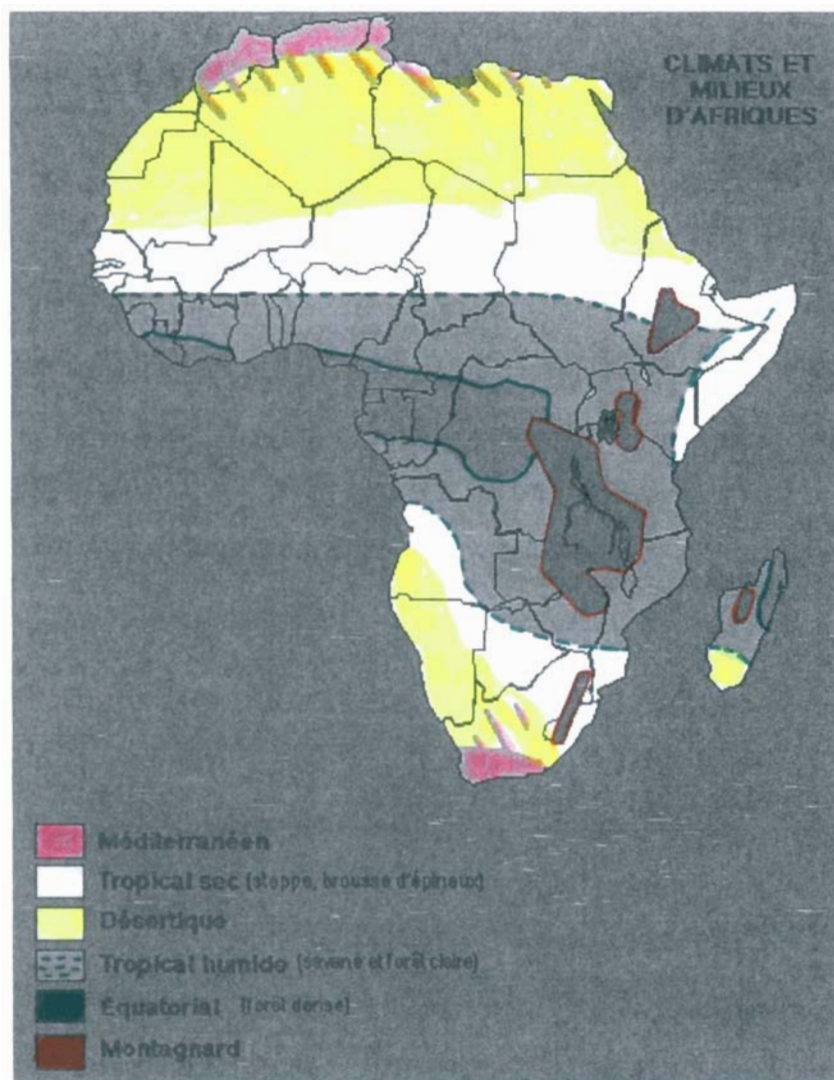 CLIMATS ET
MILIEUX
D'AFRIQUES
Méditerranéen
Tropical sec (steppe, brousse d'épineux)
Désertique
Tropical humide (savane et forêt claire)
Équatorial (forêt dense)
Montagnard